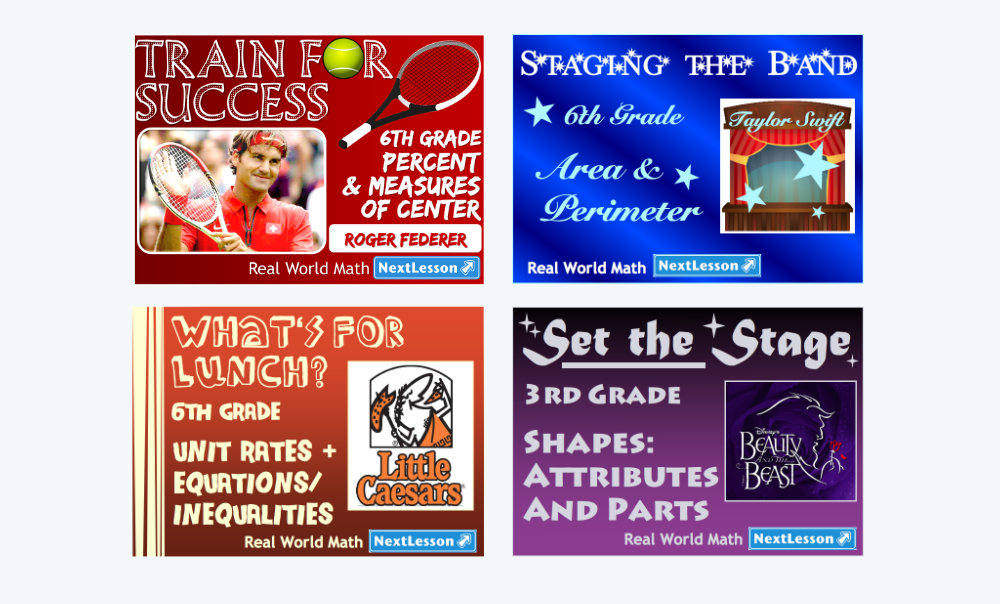 TRAIN FOR
SUCCESS
6TH GRADE
PERCENT
& MEASURES
OF CENTER
ROGER FEDERER
Real World Math NextLesson
STAGING THE BAND
6th Grade
Area &
Perimeter
Taylor Swift
Real World Math NextLesson
WHaT'S FOR
LUNCH?
6TH GRADE
UNIT RATES +
EQUATIONS/
INEQUALITIES
Little
Caesars
Real World Math NextLesson
Set the Stage
3RD GRADE
SHAPES:
ATTRIBUTES
AND PARTS
Disney's
BEAUTY
AND THE
BEAST
Real World Math NextLesson